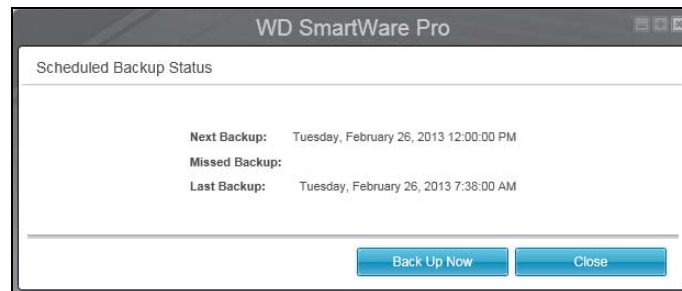 WD SmartWare Pro
Scheduled Backup Status
Next Backup: Tuesday, February 26, 2013 12:00:00 PM
Missed Backup:
Last Backup: Tuesday, February 26, 2013 7:38:00 AM
Back Up Now Close